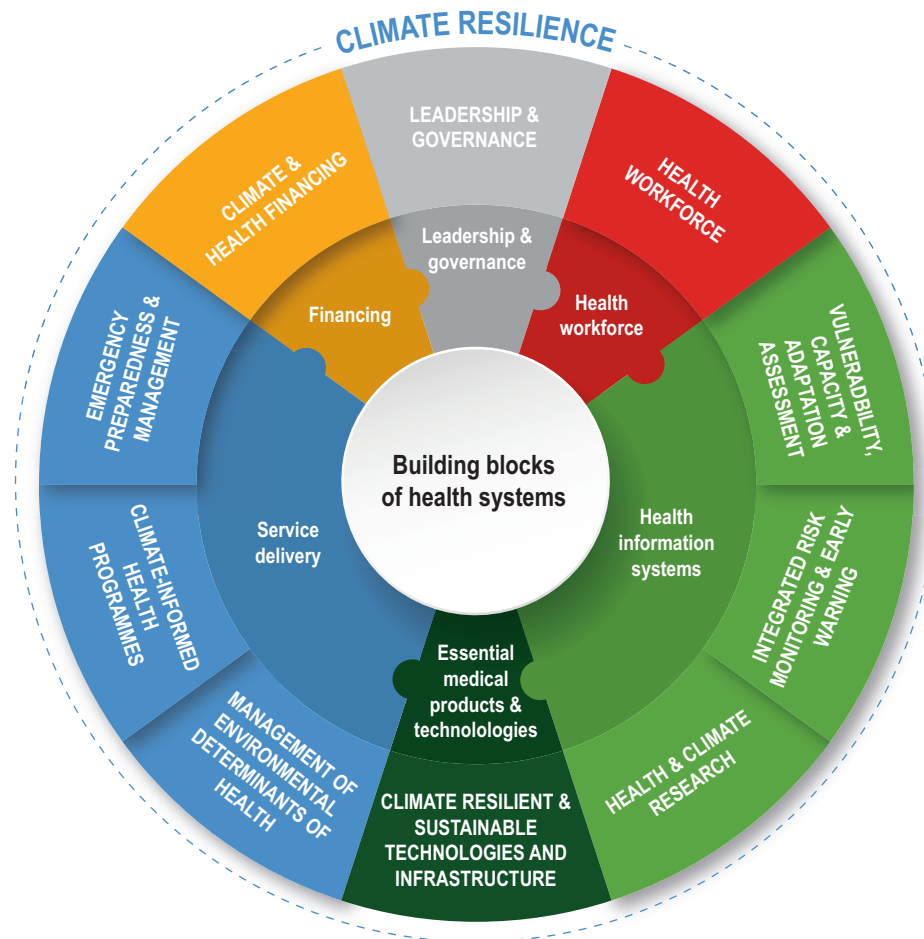 CLIMATE RESILIENCE
LEADERSHIP &
GOVERNANCE
HEALTH
WORKFORCE
VULNERADBILITY,
CAPACITY &
ADAPTATION
ASSESSMENT
INTEGRATED RISK
MONITORING & EARLY
WARNING
HEALTH & CLIMATE
RESEARCH
CLIMATE RESILIENT &
SUSTAINABLE
TECHNOLOGIES AND
INFRASTRUCTURE
MANAGEMENT OF
ENVIRONMENTAL
DETERMINANTS OF
HEALTH
CLIMATE-INFORMED
HEALTH
PROGRAMMES
EMERGENCY
PREPAREDNESS &
MANAGEMENT
CLIMATE &
HEALTH FINANCING
Leadership &
governance
Health
workforce
Health
information
systems
Essential
medical
products &
techolologies
Service
delivery
Financing
Building blocks
of health systems